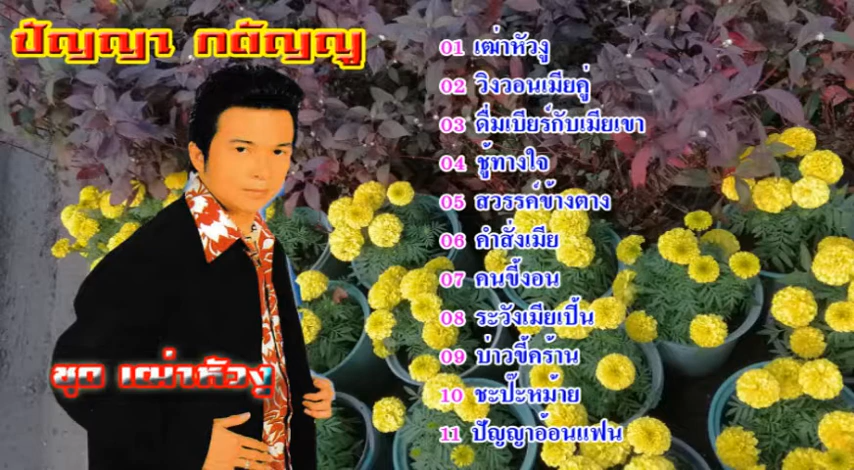 ปัญญา กตัญญู
01 เฒ่าหัวงู
02 วิงวอนเมียคู่
03 ดื่มเบียร์กับเมียเขา
04 ชู้ทางใจ
05 สวรรค์ข้างตาง
06 คำสั่งเมีย
07 คนขี้งอน
08 ระวังเมียเปิ้น
09 บ่าวขี้คร้าน
10 ชะป๊ะหม้าย
11 ปัญญาอ้อนแฟน
ชุด เฒ่าหัวงู